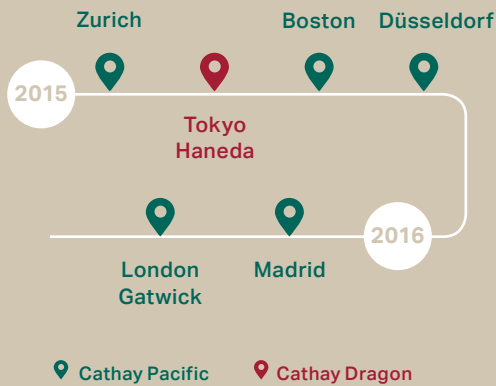 Zurich
Boston
Düsseldorf
2015
Tokyo
Haneda
2016
London
Gatwick
Madrid
Cathay Pacific
Cathay Dragon